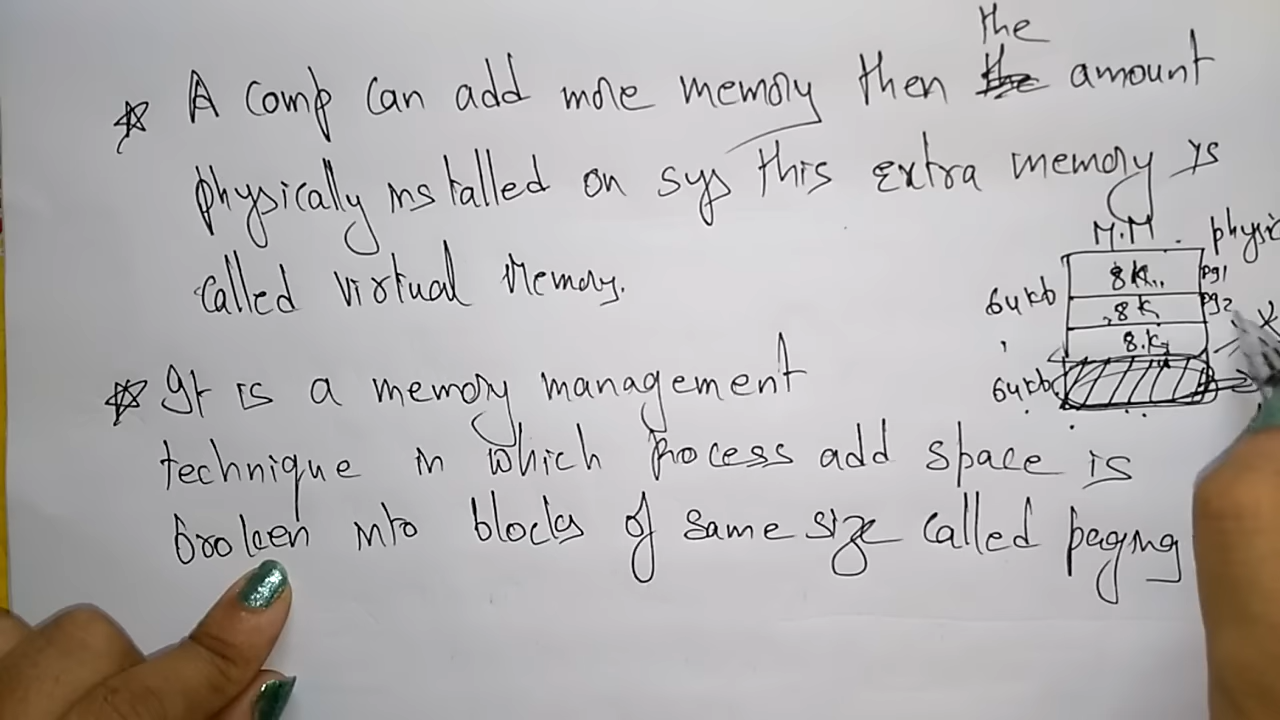 the
A Comp Can add more memory then the amount
physically installed on sys this extra memory is
called virtual Memory.
M.M
physic
64kb
8K
pg1
8K
pg2
8.K
64kb
It is a memory management
technique in which process add space is
broken into blocks of same size called paging